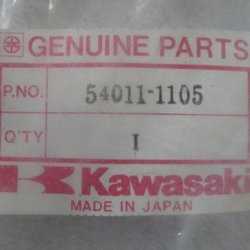 GENUINE PARTS
P.NO. 54011-1105
Q'TY 1
Kawasaki
MADE IN JAPAN